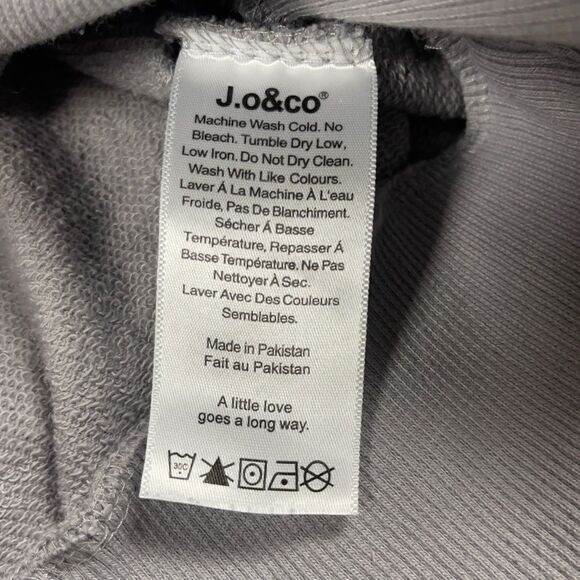 J.o&co®
Machine Wash Cold. No
Bleach. Tumble Dry Low,
Low Iron. Do Not Dry Clean.
Wash With Like Colours.
Laver Á La Machine À L'eau
Froide, Pas De Blanchiment.
Sécher Á Basse
Température, Repasser Á
Basse Température. Ne Pas
Nettoyer À Sec.
Laver Avec Des Couleurs
Semblables.
Made in Pakistan
Fait au Pakistan
A little love
goes a long way.
30C